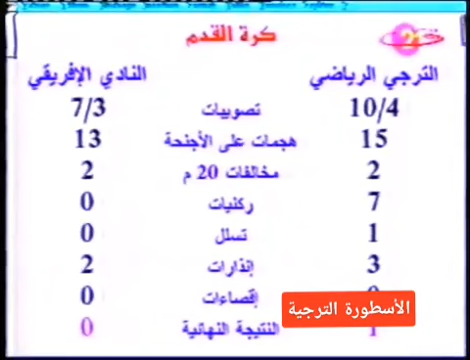 كرة القدم
الترجي الرياضي النادي الإفريقي
10/4 تصويبات 7/3
15 هجمات على الأجنحة 13
2 مخالفات 20 م 2
7 ركنيات 0
1 تسلل 0
3 إنذارات 2
إقصاءات 0
الأسطورة الترجية
النتيجة النهائية 0